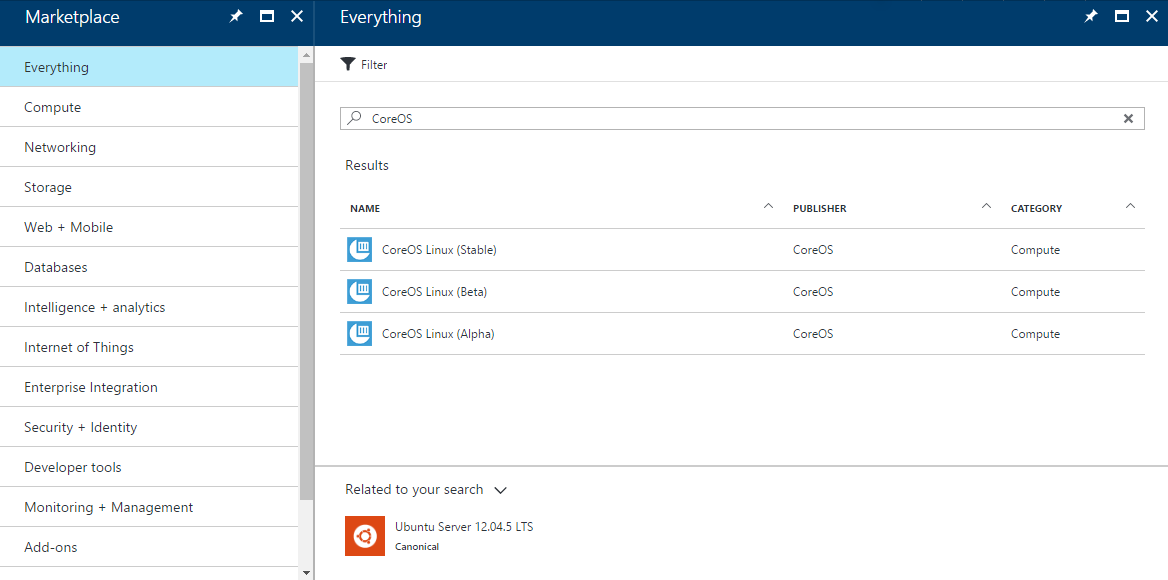 Marketplace
Everything
Compute
Networking
Storage
Web + Mobile
Databases
Intelligence + analytics
Internet of Things
Enterprise Integration
Security + Identity
Developer tools
Monitoring + Management
Add-ons
Everything
Filter
CoreOS
Results
NAME PUBLISHER CATEGORY
CoreOS Linux (Stable) CoreOS Compute
CoreOS Linux (Beta) CoreOS Compute
CoreOS Linux (Alpha) CoreOS Compute
Related to your search
Ubuntu Server 12.04.5 LTS
Canonical